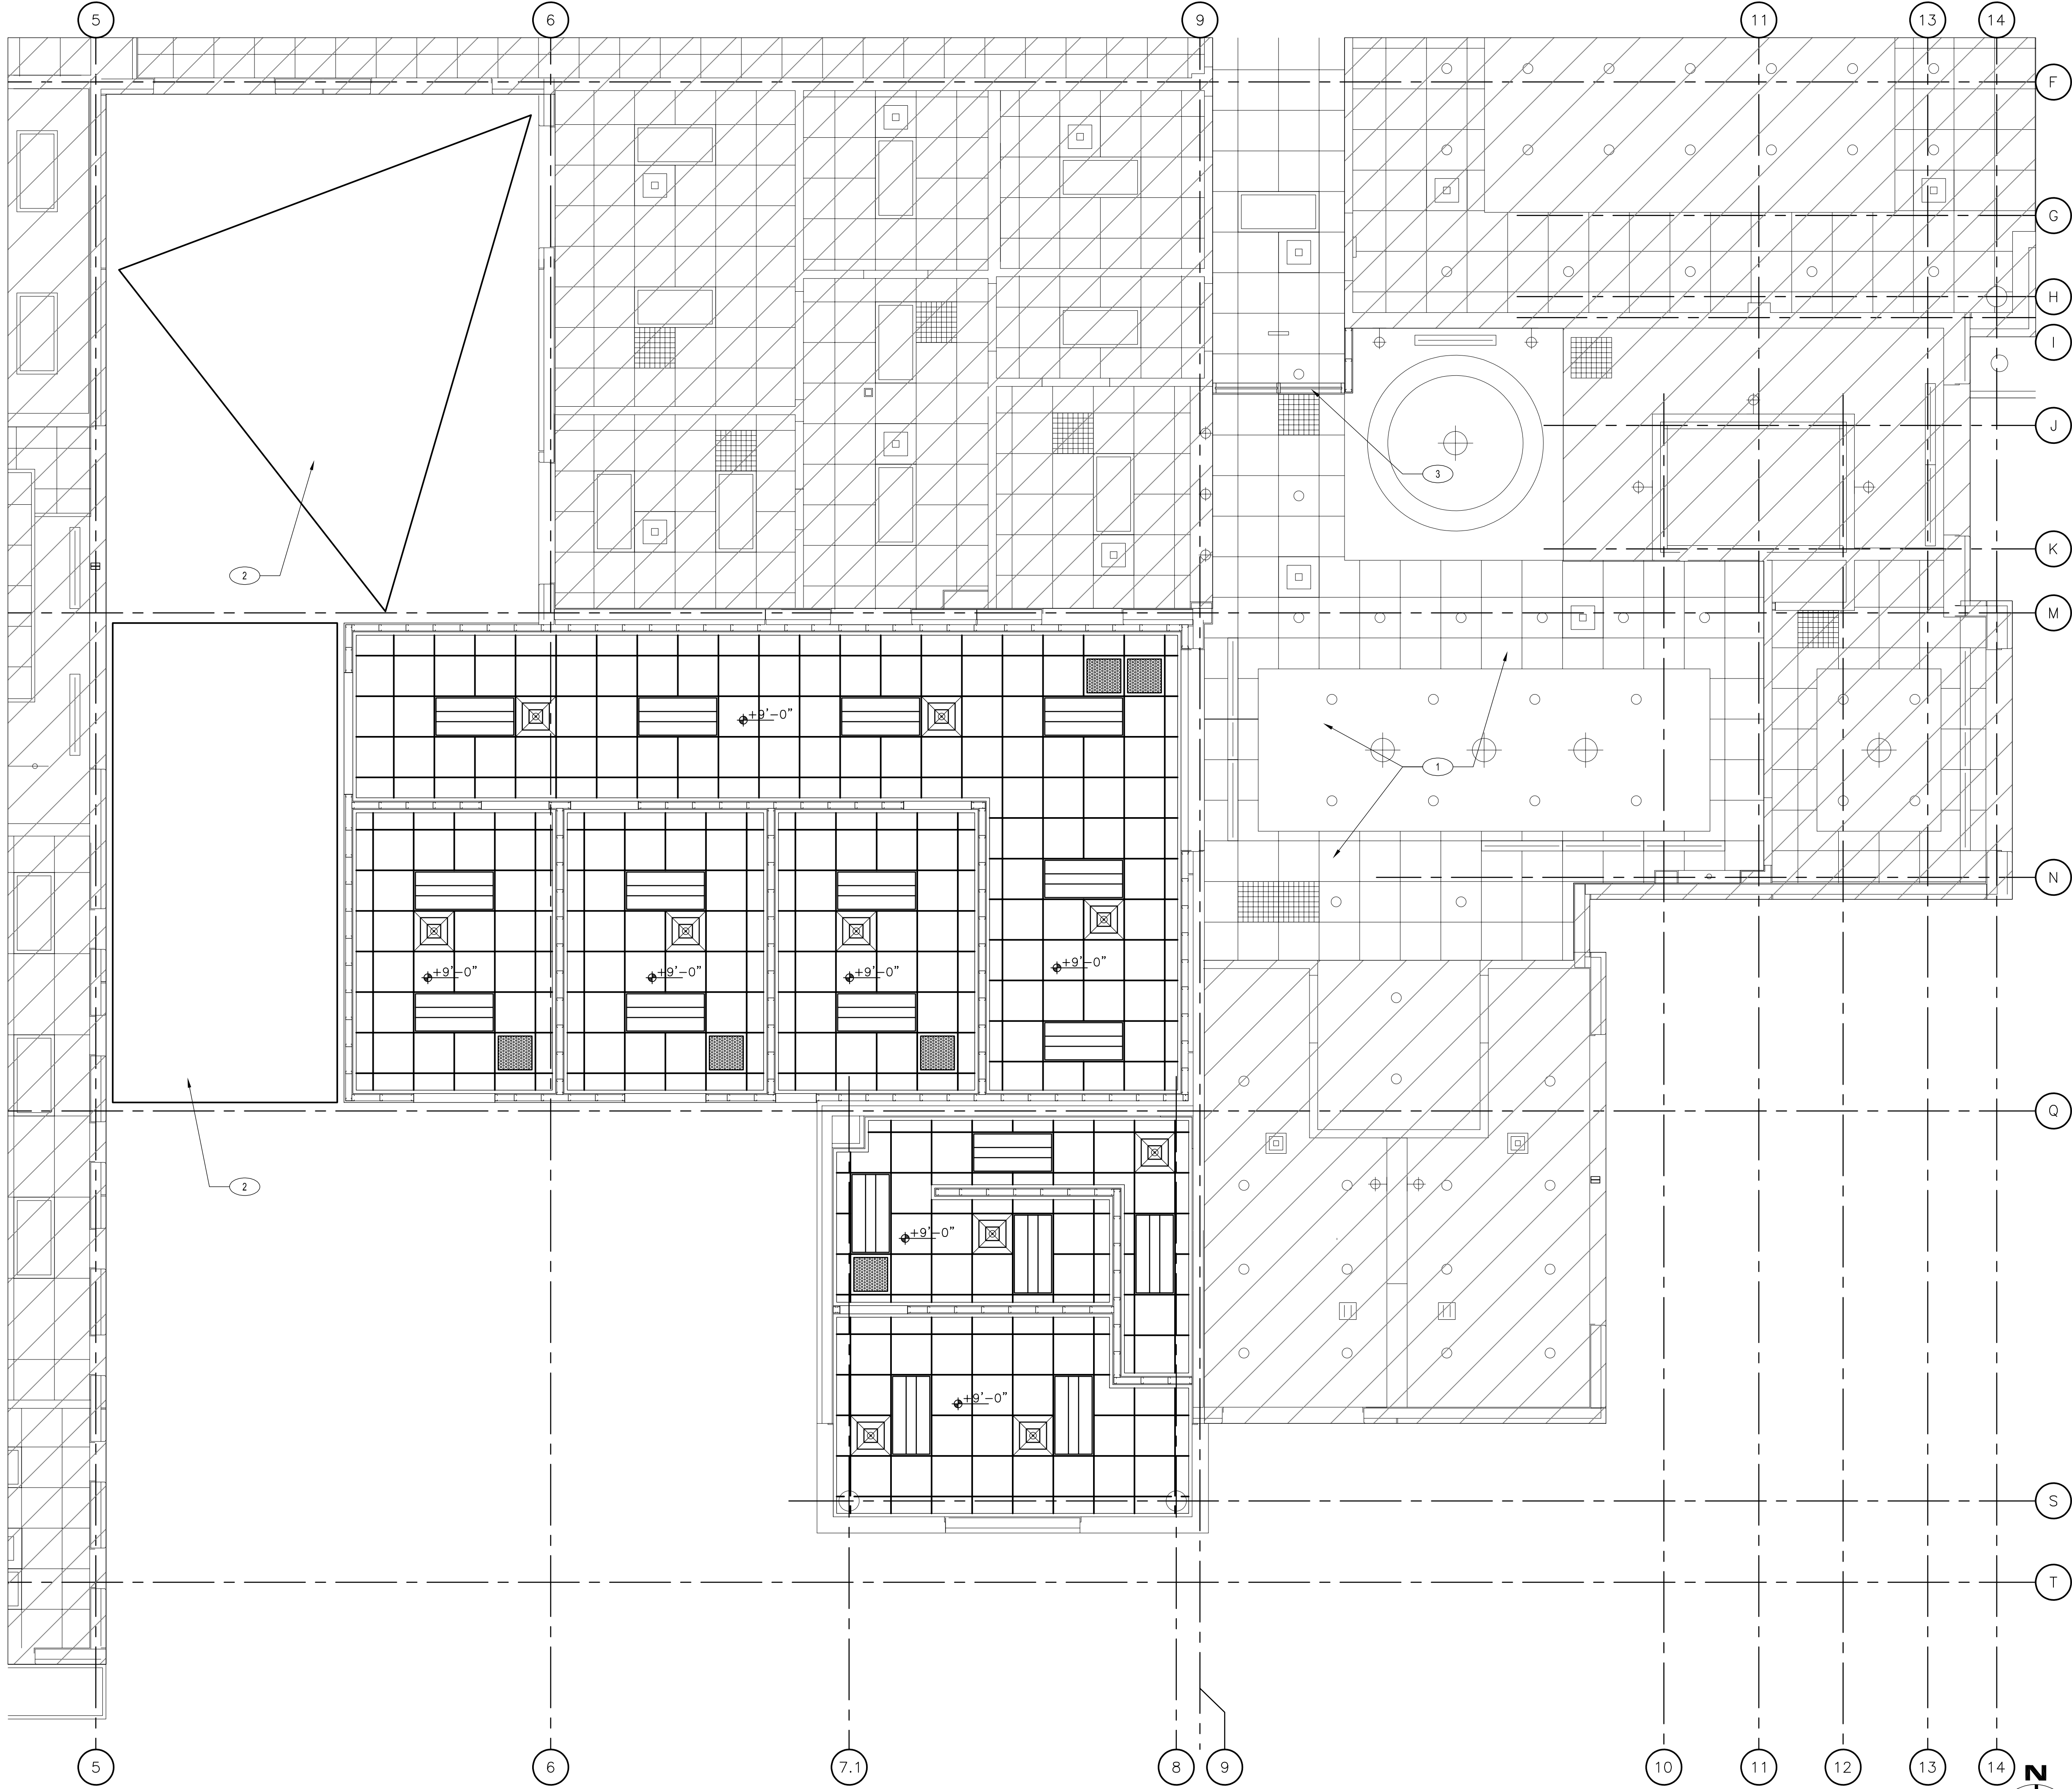 5 6 9 11 13 14
F
G
H
I
J
3
K
2
M
+9'-0"
1
N
+9'-0" +9'-0" +9'-0" +9'-0"
Q
2
+9'-0"
+9'-0"
S
T
5 6 7.1 8 9 10 11 12 13 14
N